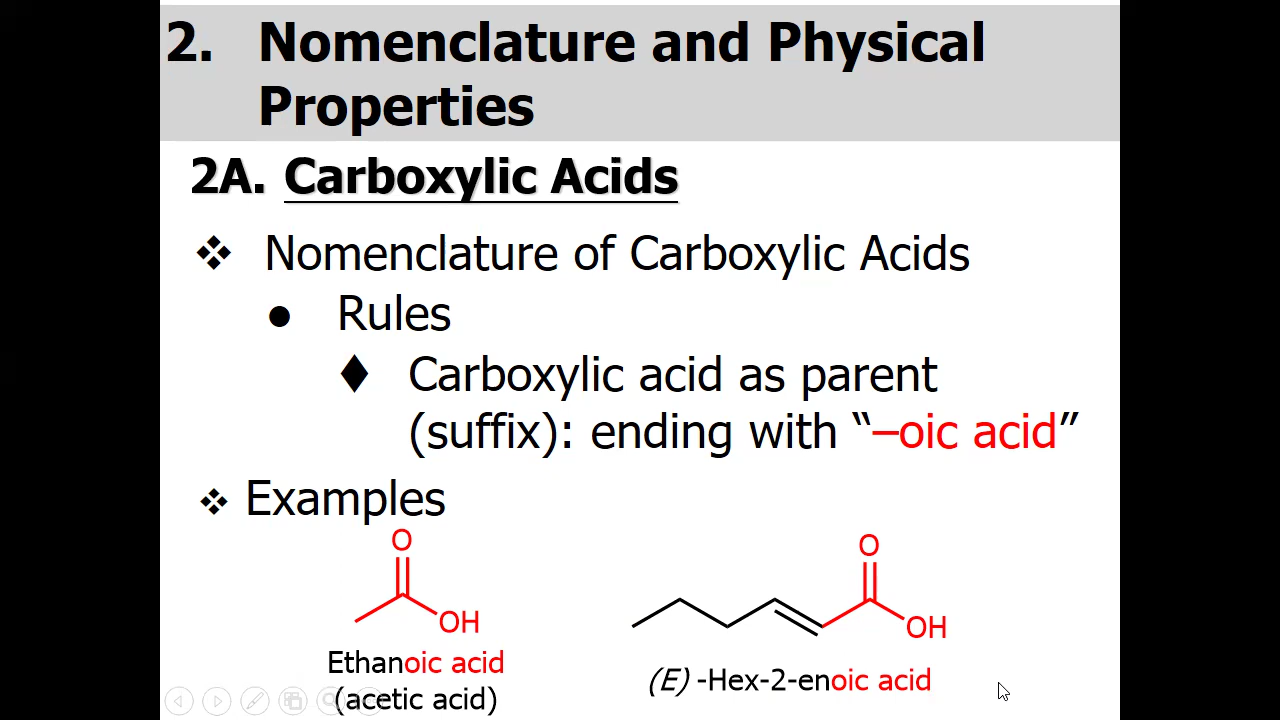 2. Nomenclature and Physical
Properties
2A. Carboxylic Acids
❖ Nomenclature of Carboxylic Acids
● Rules
♦ Carboxylic acid as parent
(suffix): ending with “–oic acid”
❖ Examples
O
OH
Ethanoic acid
(acetic acid)
O
OH
(E) -Hex-2-enoic acid